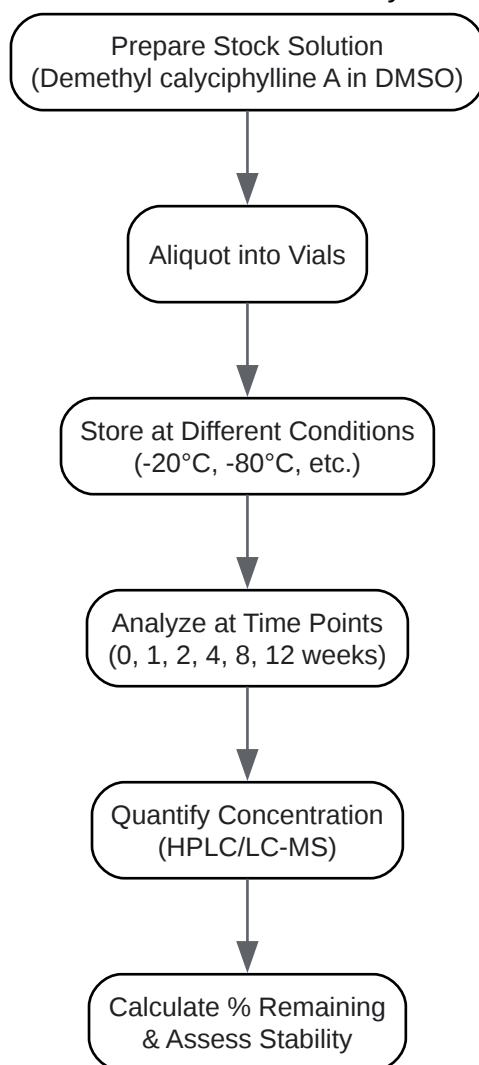 Prepare Stock Solution
(Demethyl calyciphylline A in DMSO)
Aliquot into Vials
Store at Different Conditions
(-20°C, -80°C, etc.)
Analyze at Time Points
(0, 1, 2, 4, 8, 12 weeks)
Quantify Concentration
(HPLC/LC-MS)
Calculate % Remaining
& Assess Stability